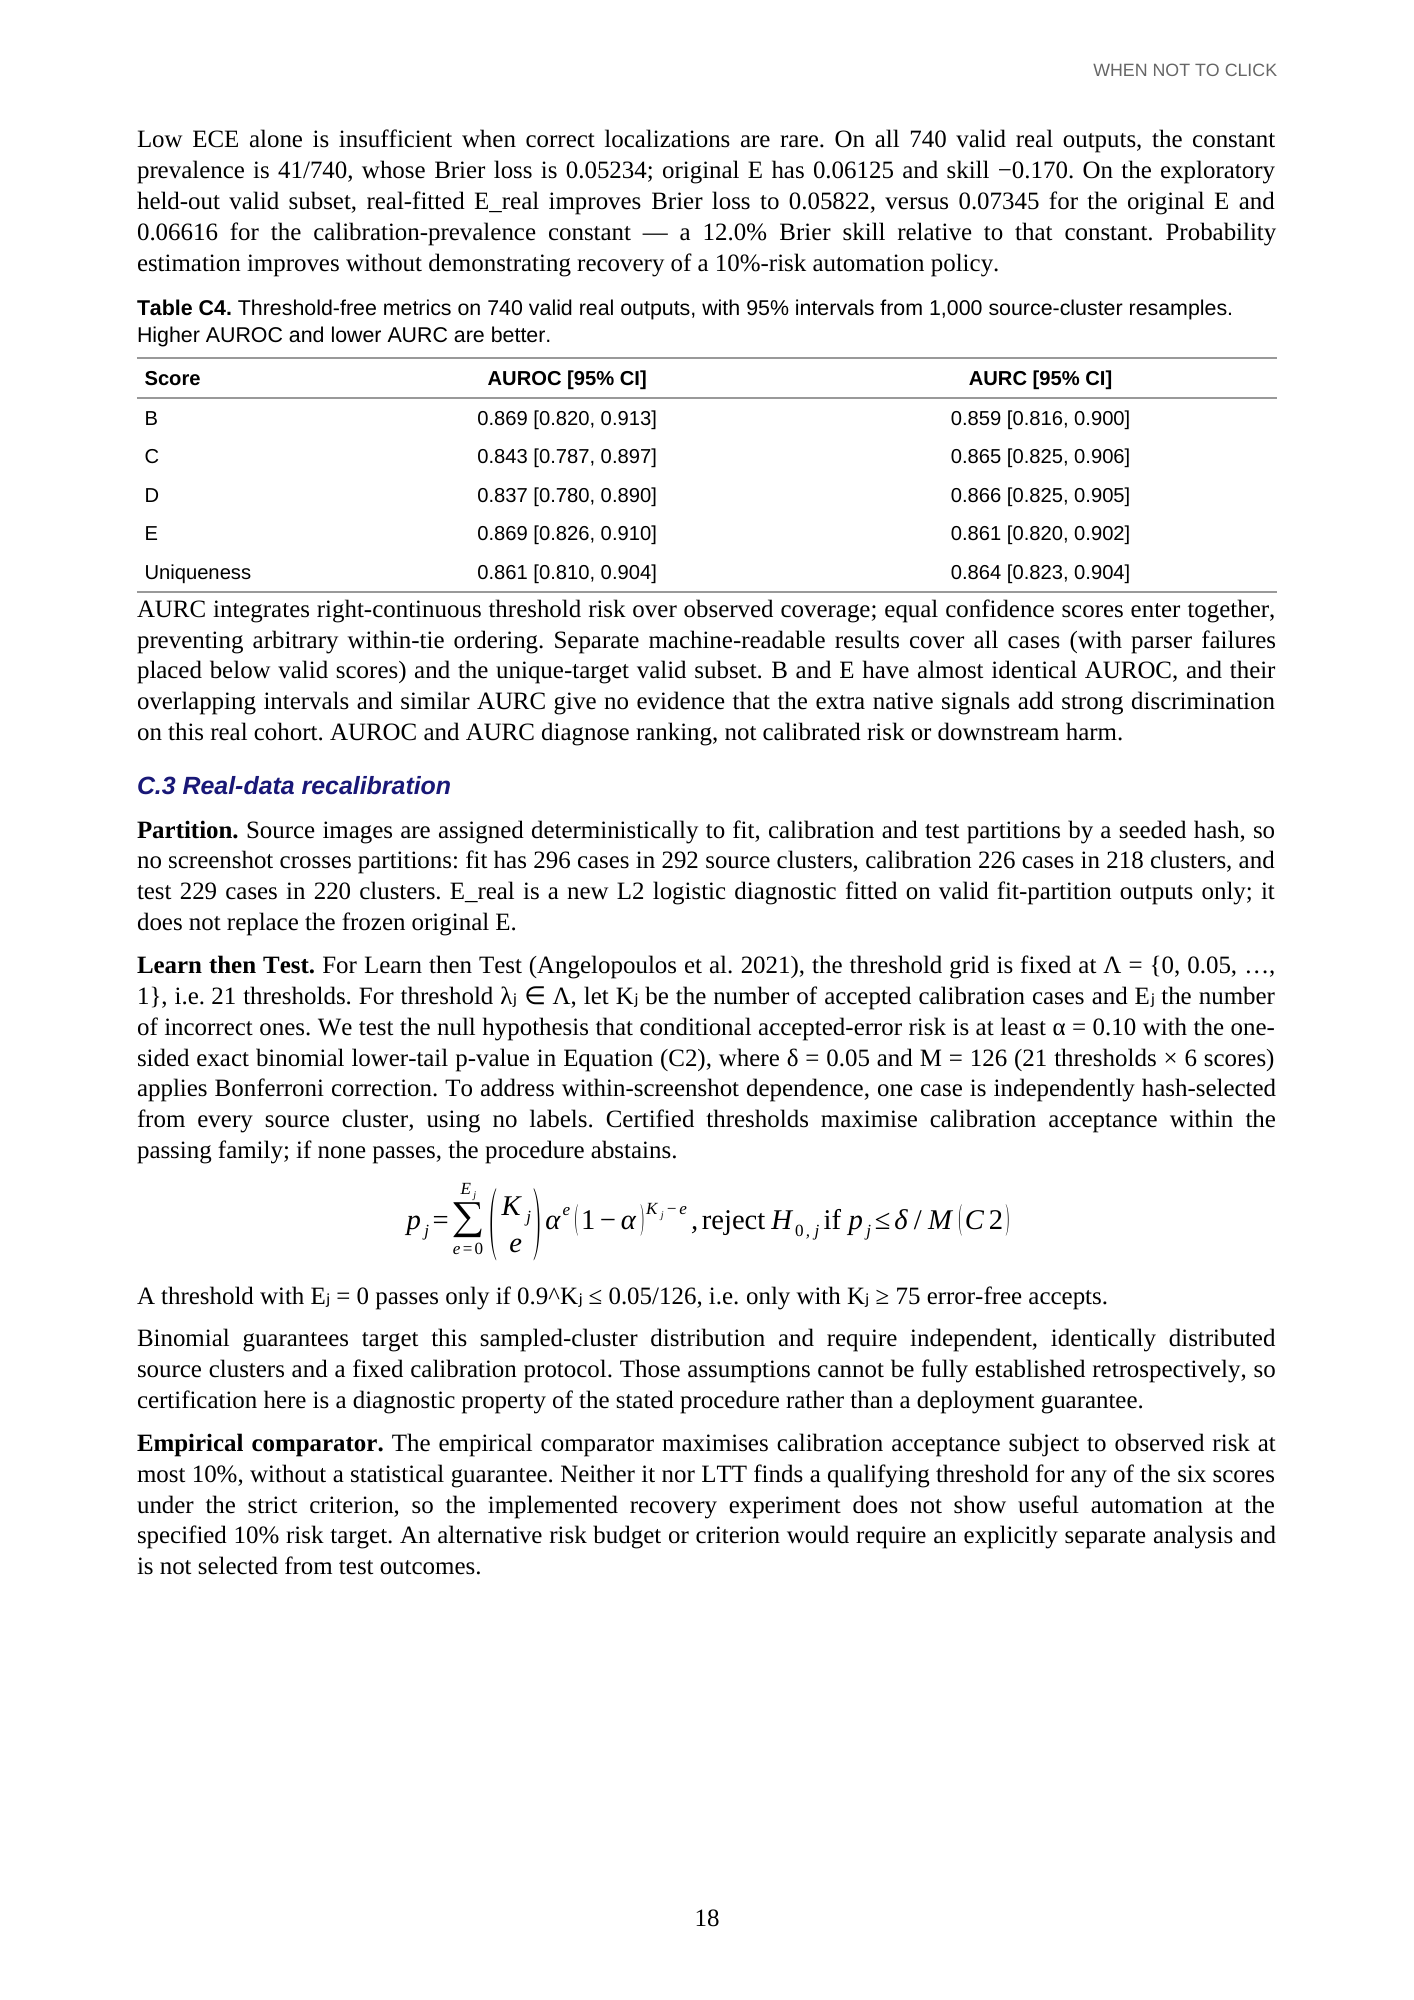 WHEN NOT TO CLICK
Low ECE alone is insufficient when correct localizations are rare. On all 740 valid real outputs, the constant
prevalence is 41/740, whose Brier loss is 0.05234; original E has 0.06125 and skill −0.170. On the exploratory
held-out valid subset, real-fitted E_real improves Brier loss to 0.05822, versus 0.07345 for the original E and
0.06616 for the calibration-prevalence constant — a 12.0% Brier skill relative to that constant. Probability
estimation improves without demonstrating recovery of a 10%-risk automation policy.
Table C4. Threshold-free metrics on 740 valid real outputs, with 95% intervals from 1,000 source-cluster resamples.
Higher AUROC and lower AURC are better.
Score AUROC [95% CI] AURC [95% CI]
B 0.869 [0.820, 0.913] 0.859 [0.816, 0.900]
C 0.843 [0.787, 0.897] 0.865 [0.825, 0.906]
D 0.837 [0.780, 0.890] 0.866 [0.825, 0.905]
E 0.869 [0.826, 0.910] 0.861 [0.820, 0.902]
Uniqueness 0.861 [0.810, 0.904] 0.864 [0.823, 0.904]
AURC integrates right-continuous threshold risk over observed coverage; equal confidence scores enter together,
preventing arbitrary within-tie ordering. Separate machine-readable results cover all cases (with parser failures
placed below valid scores) and the unique-target valid subset. B and E have almost identical AUROC, and their
overlapping intervals and similar AURC give no evidence that the extra native signals add strong discrimination
on this real cohort. AUROC and AURC diagnose ranking, not calibrated risk or downstream harm.
C.3 Real-data recalibration
Partition. Source images are assigned deterministically to fit, calibration and test partitions by a seeded hash, so
no screenshot crosses partitions: fit has 296 cases in 292 source clusters, calibration 226 cases in 218 clusters, and
test 229 cases in 220 clusters. E_real is a new L2 logistic diagnostic fitted on valid fit-partition outputs only; it
does not replace the frozen original E.
Learn then Test. For Learn then Test (Angelopoulos et al. 2021), the threshold grid is fixed at Λ = {0, 0.05, …,
1}, i.e. 21 thresholds. For threshold λⱼ ∈ Λ, let Kⱼ be the number of accepted calibration cases and Eⱼ the number
of incorrect ones. We test the null hypothesis that conditional accepted-error risk is at least α = 0.10 with the one-
sided exact binomial lower-tail p-value in Equation (C2), where δ = 0.05 and M = 126 (21 thresholds × 6 scores)
applies Bonferroni correction. To address within-screenshot dependence, one case is independently hash-selected
from every source cluster, using no labels. Certified thresholds maximise calibration acceptance within the
passing family; if none passes, the procedure abstains.
p_j = ∑_{e=0}^{E_j} (K_j e) α^e (1 − α)^{K_j − e} , reject H_{0,j} if p_j ≤ δ / M (C 2)
A threshold with Eⱼ = 0 passes only if 0.9^Kⱼ ≤ 0.05/126, i.e. only with Kⱼ ≥ 75 error-free accepts.
Binomial guarantees target this sampled-cluster distribution and require independent, identically distributed
source clusters and a fixed calibration protocol. Those assumptions cannot be fully established retrospectively, so
certification here is a diagnostic property of the stated procedure rather than a deployment guarantee.
Empirical comparator. The empirical comparator maximises calibration acceptance subject to observed risk at
most 10%, without a statistical guarantee. Neither it nor LTT finds a qualifying threshold for any of the six scores
under the strict criterion, so the implemented recovery experiment does not show useful automation at the
specified 10% risk target. An alternative risk budget or criterion would require an explicitly separate analysis and
is not selected from test outcomes.
18